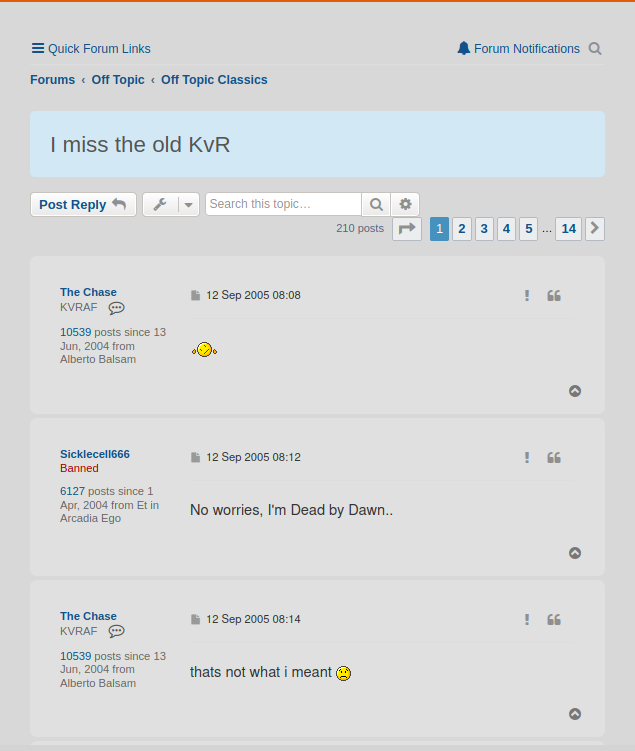 Quick Forum Links Forum Notifications
Forums ‹ Off Topic ‹ Off Topic Classics
I miss the old KvR
Post Reply Search this topic…
210 posts 1 2 3 4 5 ... 14
The Chase
KVRAF
10539 posts since 13
Jun, 2004 from
Alberto Balsam
12 Sep 2005 08:08
Sicklecell666
Banned
6127 posts since 1
Apr, 2004 from Et in
Arcadia Ego
12 Sep 2005 08:12
No worries, I'm Dead by Dawn..
The Chase
KVRAF
10539 posts since 13
Jun, 2004 from
Alberto Balsam
12 Sep 2005 08:14
thats not what i meant